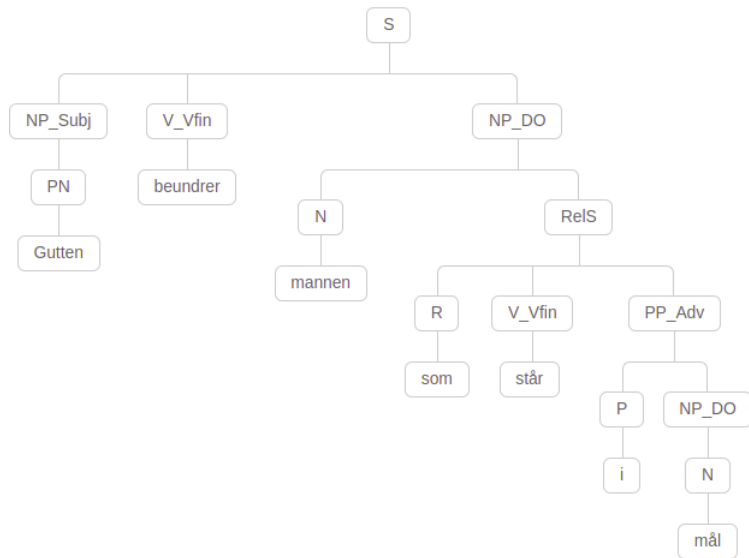 S
NP_Subj V_Vfin NP_DO
PN beundrer N RelS
Gutten mannen R V_Vfin PP_Adv
som står P NP_DO
i N
mål